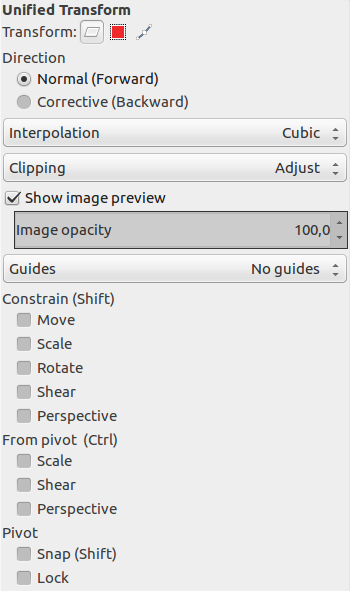 Unified Transform
Transform:
Direction
Normal (Forward)
Corrective (Backward)
Interpolation Cubic
Clipping Adjust
Show image preview
Image opacity 100,0
Guides No guides
Constrain (Shift)
Move
Scale
Rotate
Shear
Perspective
From pivot (Ctrl)
Scale
Shear
Perspective
Pivot
Snap (Shift)
Lock